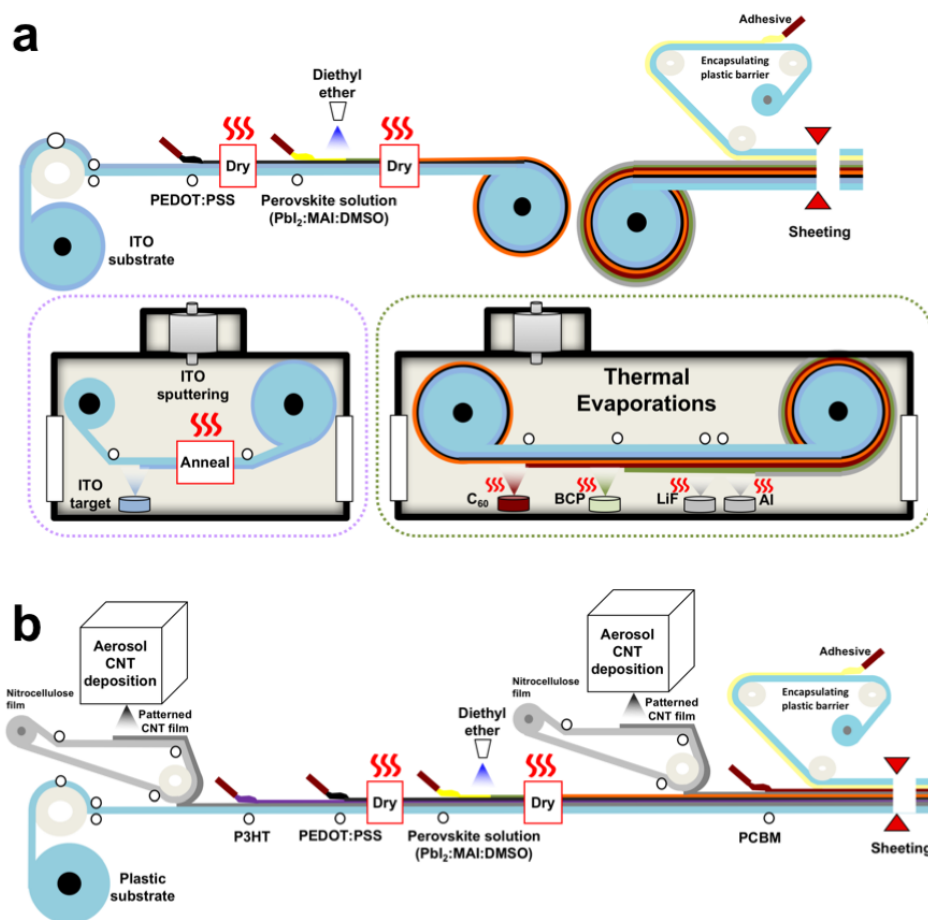 a
Adhesive
Encapsulating
plastic barrier
Diethyl
ether
Dry
Dry
PEDOT:PSS
Perovskite solution
(PbI₂:MAI:DMSO)
ITO
substrate
Sheeting
ITO
sputtering
Anneal
ITO
target
Thermal
Evaporations
C₆₀
BCP
LiF
Al
b
Aerosol
CNT
deposition
Nitrocellulose
film
Patterned
CNT film
Aerosol
CNT
deposition
Nitrocellulose
film
Patterned
CNT film
Adhesive
Encapsulating
plastic barrier
Diethyl
ether
Dry
Dry
P3HT
PEDOT:PSS
Perovskite solution
(PbI₂:MAI:DMSO)
PCBM
Sheeting
Plastic
substrate